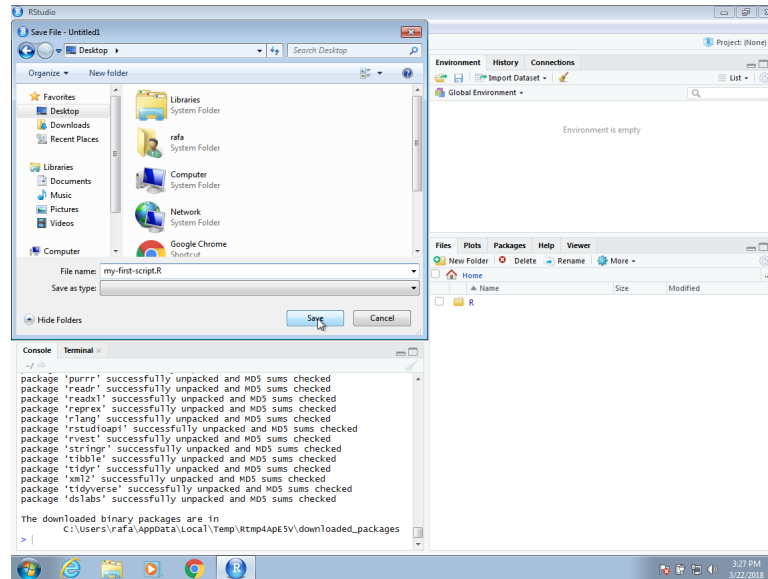 RStudio
Save File - Untitled1
Desktop
Search Desktop
Organize
New folder
Favorites
Desktop
Downloads
Recent Places
Libraries
Documents
Music
Pictures
Videos
Computer
Libraries
System Folder
rafa
System Folder
Computer
System Folder
Network
System Folder
Google Chrome
Shortcut
File name: my-first-script.R
Save as type:
Hide Folders
Save
Cancel
Project: (None)
Environment History Connections
Import Dataset
List
Global Environment
Environment is empty
Files Plots Packages Help Viewer
New Folder Delete Rename More
Home
Name Size Modified
R
Console Terminal ×
~/
package 'purrr' successfully unpacked and MD5 sums checked
package 'readr' successfully unpacked and MD5 sums checked
package 'readxl' successfully unpacked and MD5 sums checked
package 'reprex' successfully unpacked and MD5 sums checked
package 'rlang' successfully unpacked and MD5 sums checked
package 'rstudioapi' successfully unpacked and MD5 sums checked
package 'rvest' successfully unpacked and MD5 sums checked
package 'stringr' successfully unpacked and MD5 sums checked
package 'tibble' successfully unpacked and MD5 sums checked
package 'tidyr' successfully unpacked and MD5 sums checked
package 'xml2' successfully unpacked and MD5 sums checked
package 'tidyverse' successfully unpacked and MD5 sums checked
package 'dslabs' successfully unpacked and MD5 sums checked
The downloaded binary packages are in
C:\Users\rafa\AppData\Local\Temp\Rtmp4ApE5V\downloaded_packages
>
3:27 PM
3/22/2018